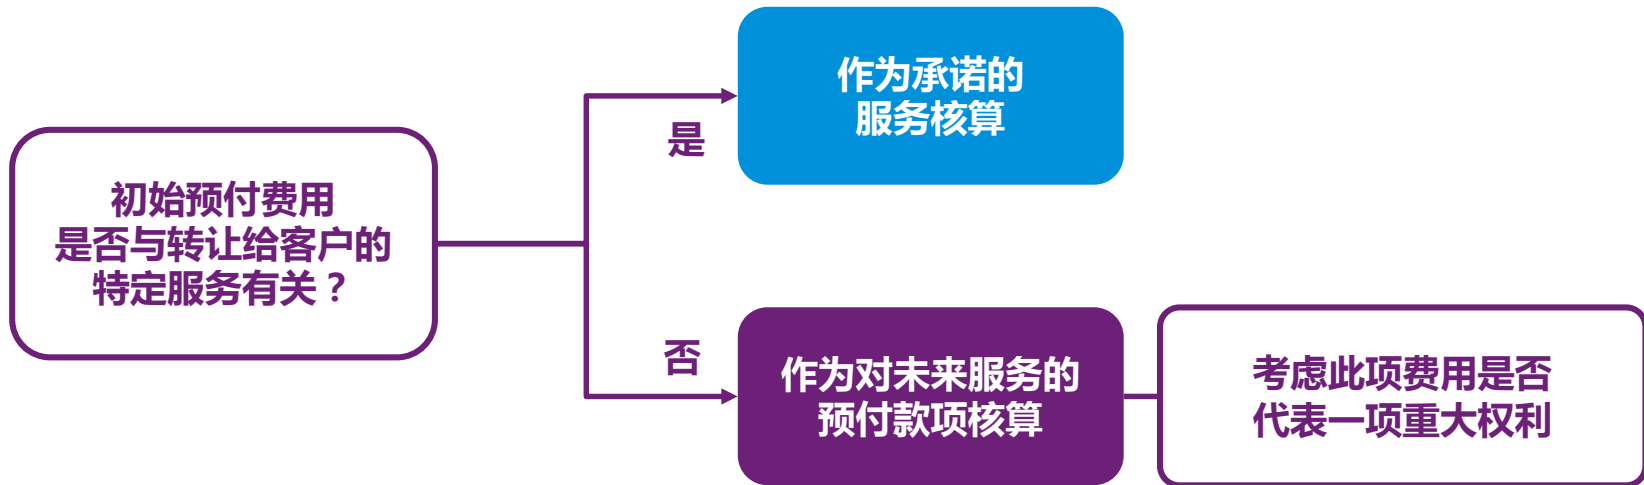 初始预付费用
是否与转让给客户的
特定服务有关？
是
作为承诺的
服务核算
否
作为对未来服务的
预付款项核算
考虑此项费用是否
代表一项重大权利